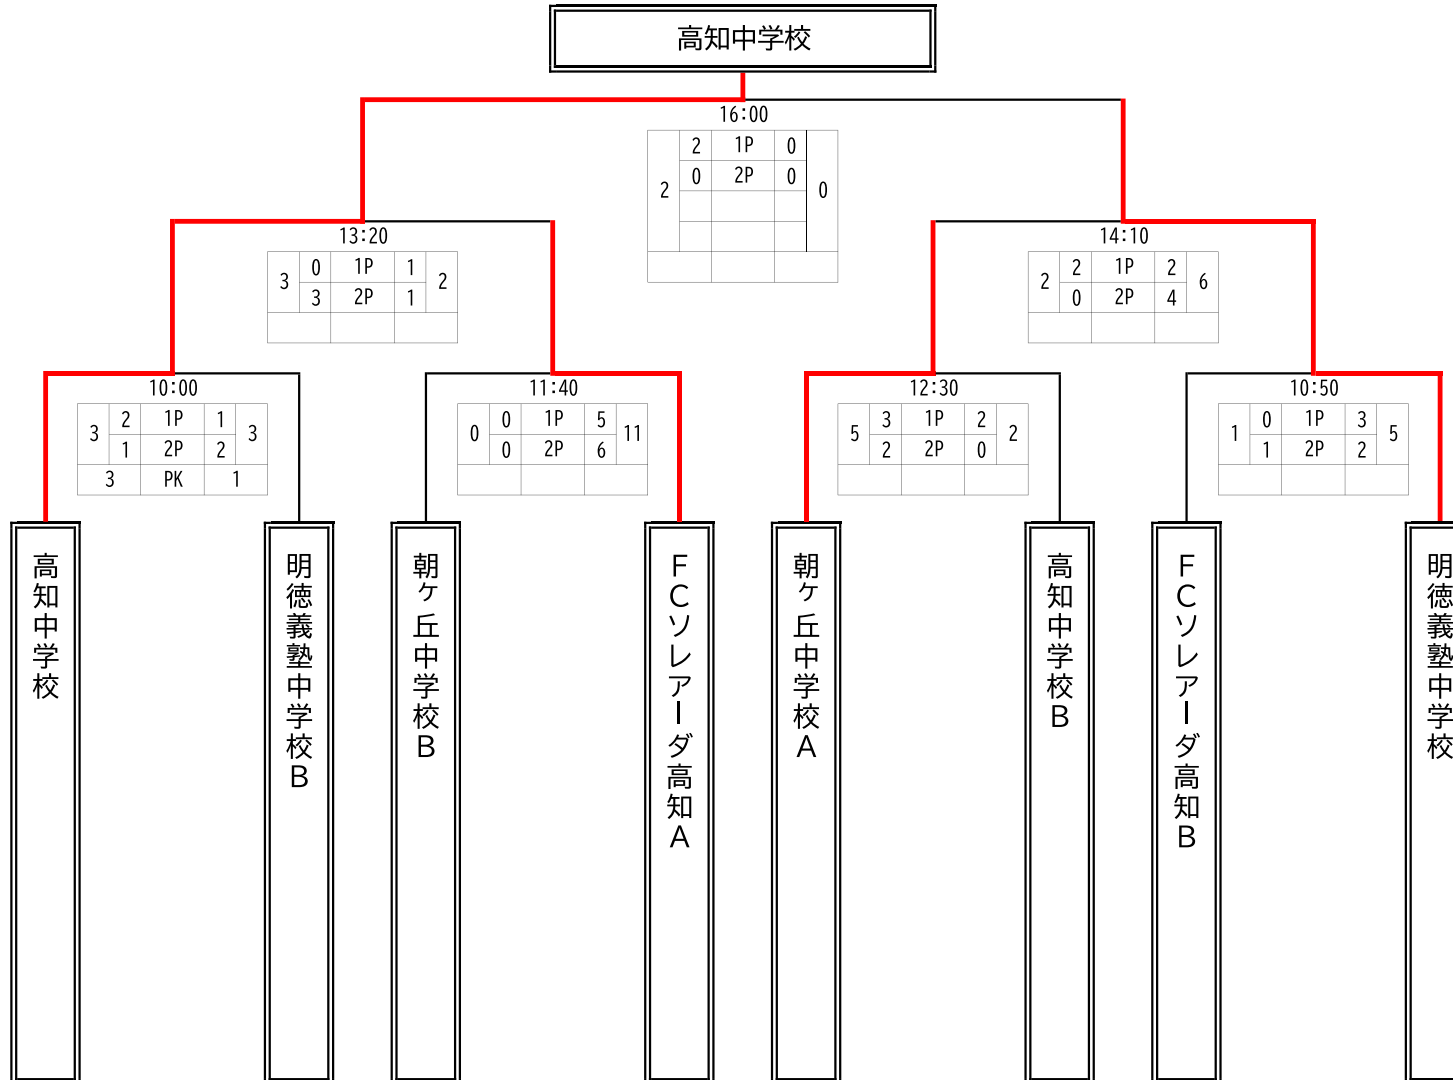 高知中学校
16:00
2 1P 0
2 0 2P 0 0
13:20
3 0 1P 1 2
3 2P 1
14:10
2 2 1P 2 6
0 2P 4
10:00
3 2 1P 1 3
1 2P 2
3 PK 1
11:40
0 0 1P 5 11
0 2P 6
12:30
5 3 1P 2 2
2 2P 0
10:50
1 0 1P 3 5
1 2P 2
高知中学校
明徳義塾中学校B
朝ヶ丘中学校B
FCソレアーダ高知A
朝ヶ丘中学校A
高知中学校B
FCソレアーダ高知B
明徳義塾中学校